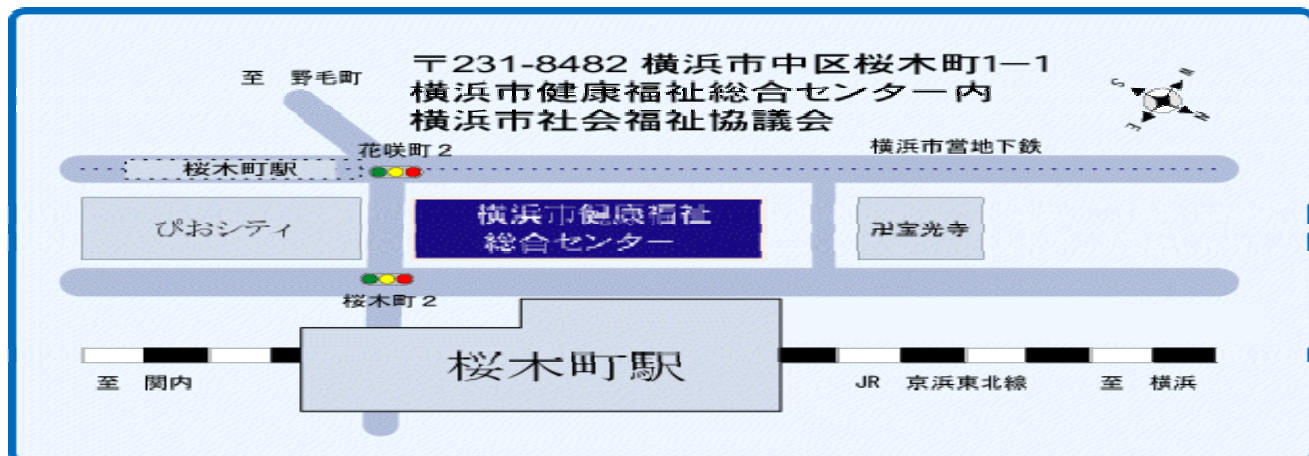 〒231-8482 横浜市中区桜木町1ー1
横浜市健康福祉総合センター内
横浜市社会福祉協議会
至 野毛町
花咲町2
横浜市営地下鉄
桜木町駅
ぴおシティ
横浜市健康福祉
総合センター
卍宝光寺
桜木町2
桜木町駅
至 関内
JR 京浜東北線 至 横浜
S
E
N